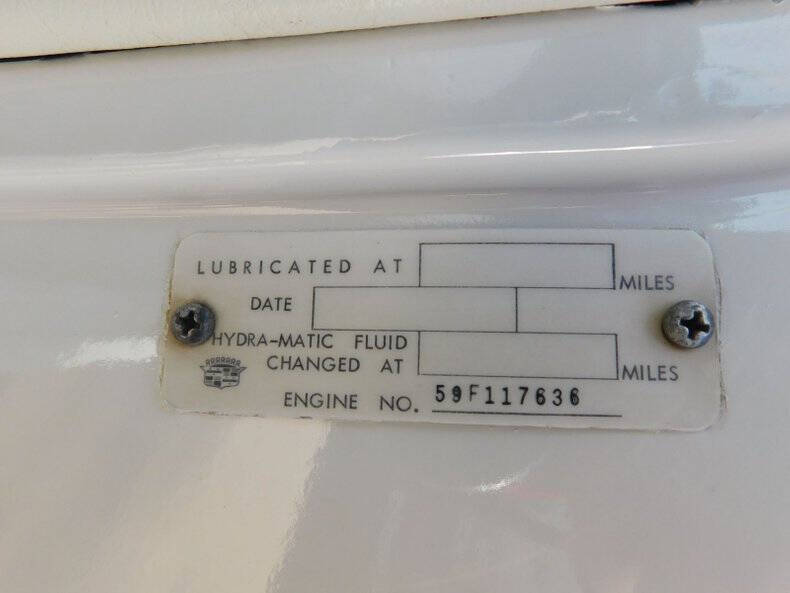 LUBRICATED AT MILES
DATE
HYDRA-MATIC FLUID
CHANGED AT MILES
ENGINE NO. 59F117636